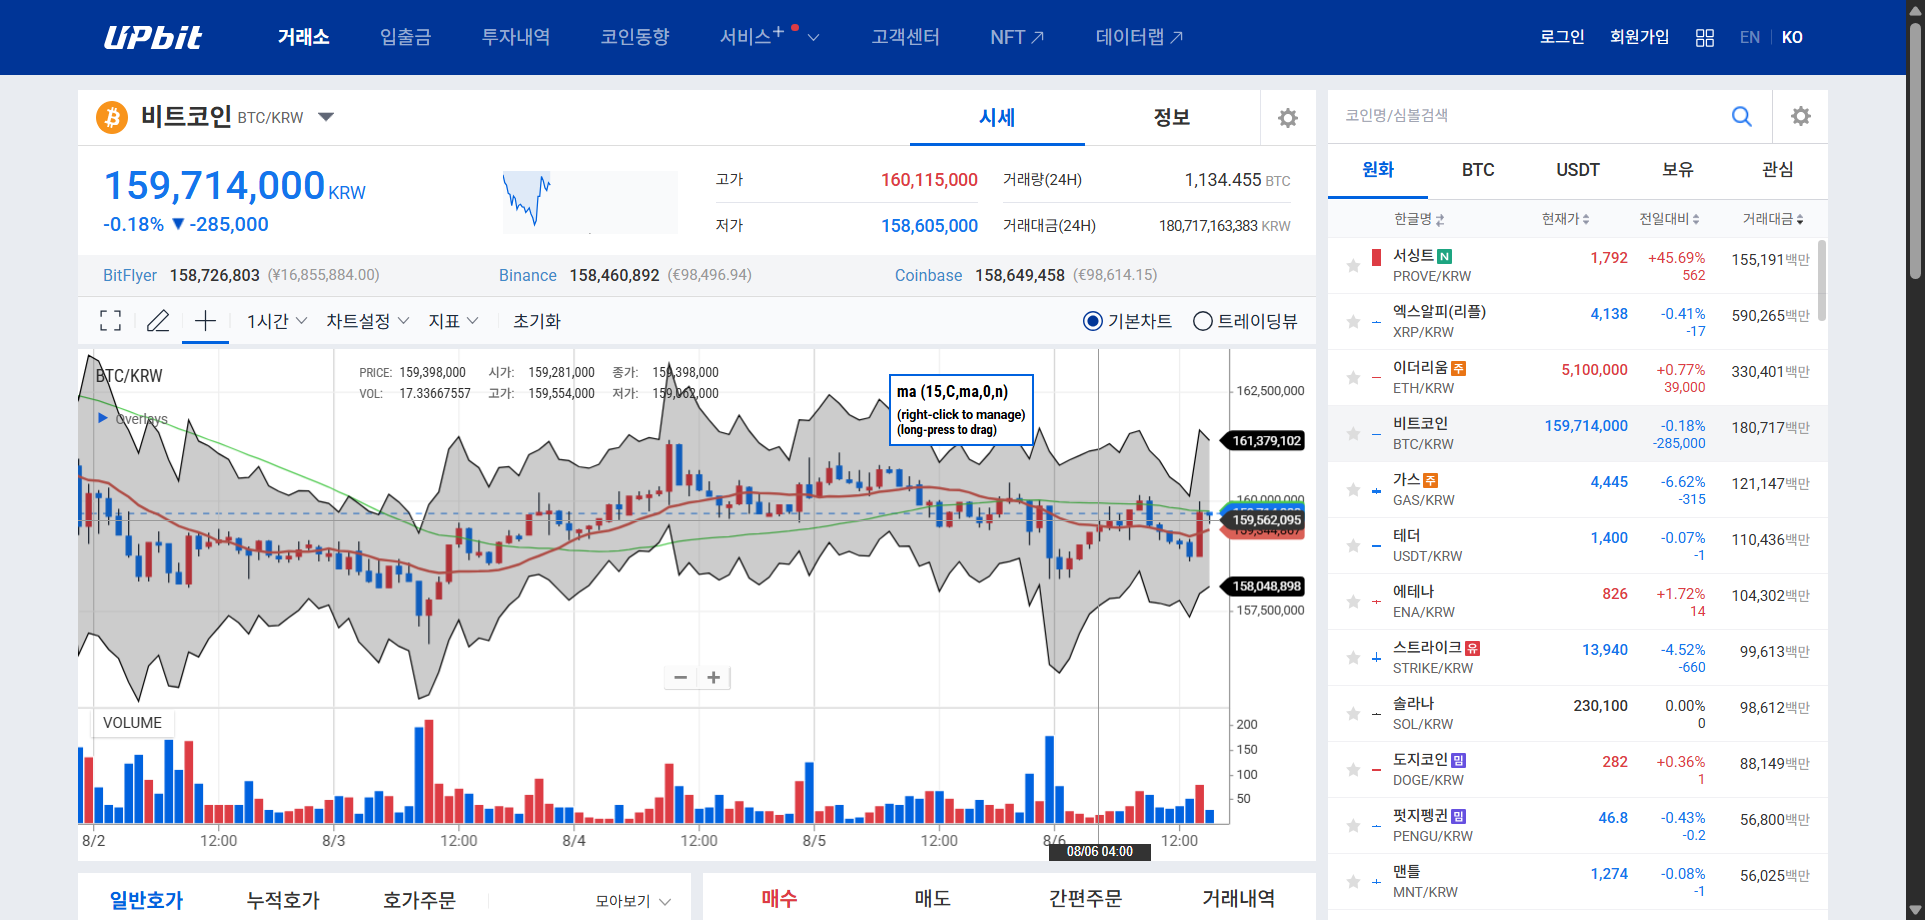 UPbit
거래소
입출금
투자내역
코인동향
서비스+
고객센터
NFT
데이터랩
로그인
회원가입
EN
KO
비트코인 BTC/KRW
시세
정보
159,714,000 KRW
-0.18% ▼ -285,000
고가 160,115,000
거래량(24H) 1,134.455 BTC
저가 158,605,000
거래대금(24H) 180,717,163,383 KRW
BitFlyer 158,726,803 (¥16,855,884.00)
Binance 158,460,892 (€98,496.94)
Coinbase 158,649,458 (€98,614.15)
1시간
차트설정
지표
초기화
기본차트
트레이딩뷰
BTC/KRW
PRICE: 159,398,000 시가: 159,281,000 종가: 159,398,000
VOL: 17.33667557 고가: 159,554,000 저가: 159,062,000
Overlays
ma (15,C,ma,0,n)
(right-click to manage)
(long-press to drag)
162,500,000
161,379,102
160,000,000
159,562,095
158,048,898
157,500,000
VOLUME
200
150
100
50
8/2 12:00 8/3 12:00 8/4 12:00 8/5 12:00 8/6 12:00
08/06 04:00
일반호가
누적호가
호가주문
모아보기
매수
매도
간편주문
거래내역
코인명/심볼검색
원화 BTC USDT 보유 관심
한글명 현재가 전일대비 거래대금
서싱트 N 1,792 +45.69% 155,191백만
PROVE/KRW 562
엑스알피(리플) 4,138 -0.41% 590,265백만
XRP/KRW -17
이더리움 주 5,100,000 +0.77% 330,401백만
ETH/KRW 39,000
비트코인 159,714,000 -0.18% 180,717백만
BTC/KRW -285,000
가스 주 4,445 -6.62% 121,147백만
GAS/KRW -315
테더 1,400 -0.07% 110,436백만
USDT/KRW -1
에테나 826 +1.72% 104,302백만
ENA/KRW 14
스트라이크 유 13,940 -4.52% 99,613백만
STRIKE/KRW -660
솔라나 230,100 0.00% 98,612백만
SOL/KRW 0
도지코인 밈 282 +0.36% 88,149백만
DOGE/KRW 1
펏지펭귄 밈 46.8 -0.43% 56,800백만
PENGU/KRW -0.2
맨틀 1,274 -0.08% 56,025백만
MNT/KRW -1